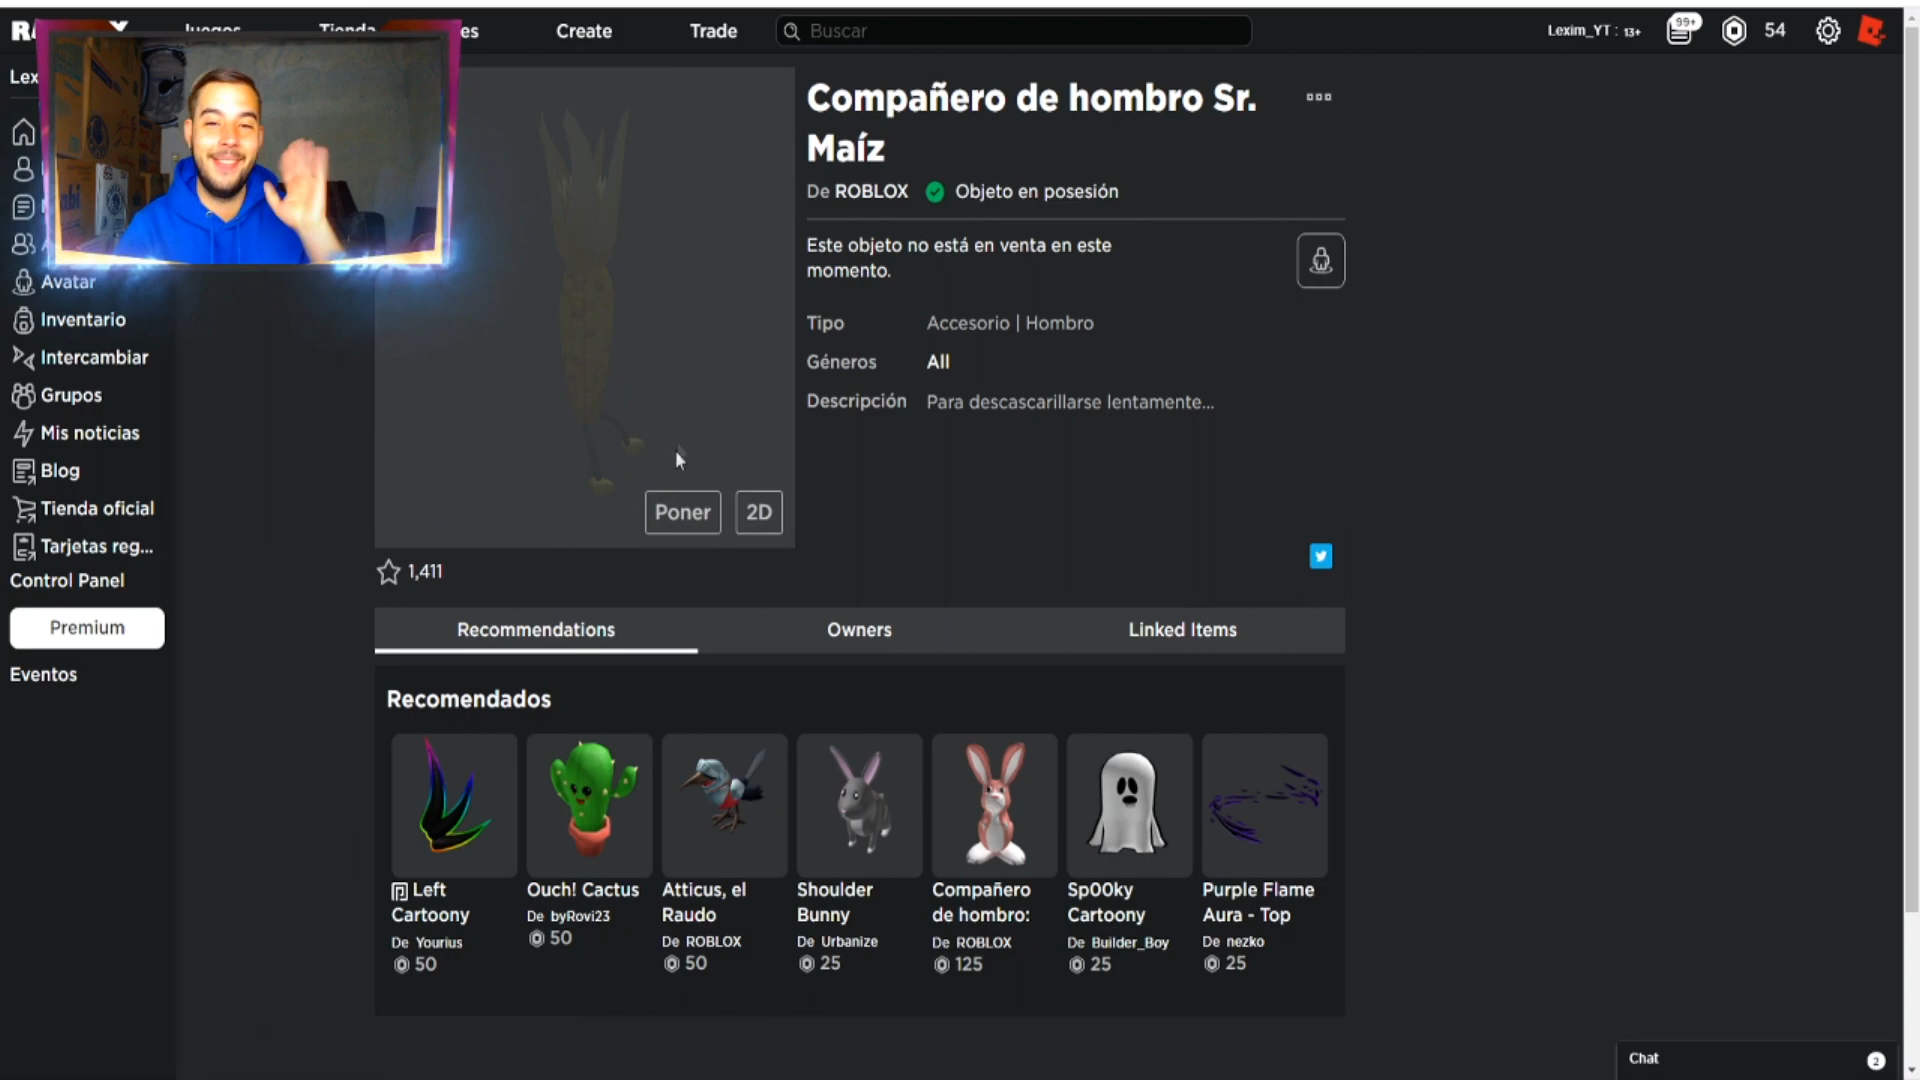 Tienda
Create
Trade
Buscar
Lexim_YT : 13+
99+
54
Lex
Avatar
Inventario
Intercambiar
Grupos
Mis noticias
Blog
Tienda oficial
Tarjetas reg...
Control Panel
Premium
Eventos
Compañero de hombro Sr.
Maíz
De ROBLOX Objeto en posesión
Este objeto no está en venta en este
momento.
Tipo Accesorio | Hombro
Géneros All
Descripción Para descascarillarse lentamente...
Poner
2D
1,411
Recommendations
Owners
Linked Items
Recomendados
Left
Cartoony
De Yourius
50
Ouch! Cactus
De byRovi23
50
Atticus, el
Raudo
De ROBLOX
50
Shoulder
Bunny
De Urbanize
25
Compañero
de hombro:
De ROBLOX
125
Sp00ky
Cartoony
De Builder_Boy
25
Purple Flame
Aura - Top
De nezko
25
Chat
2